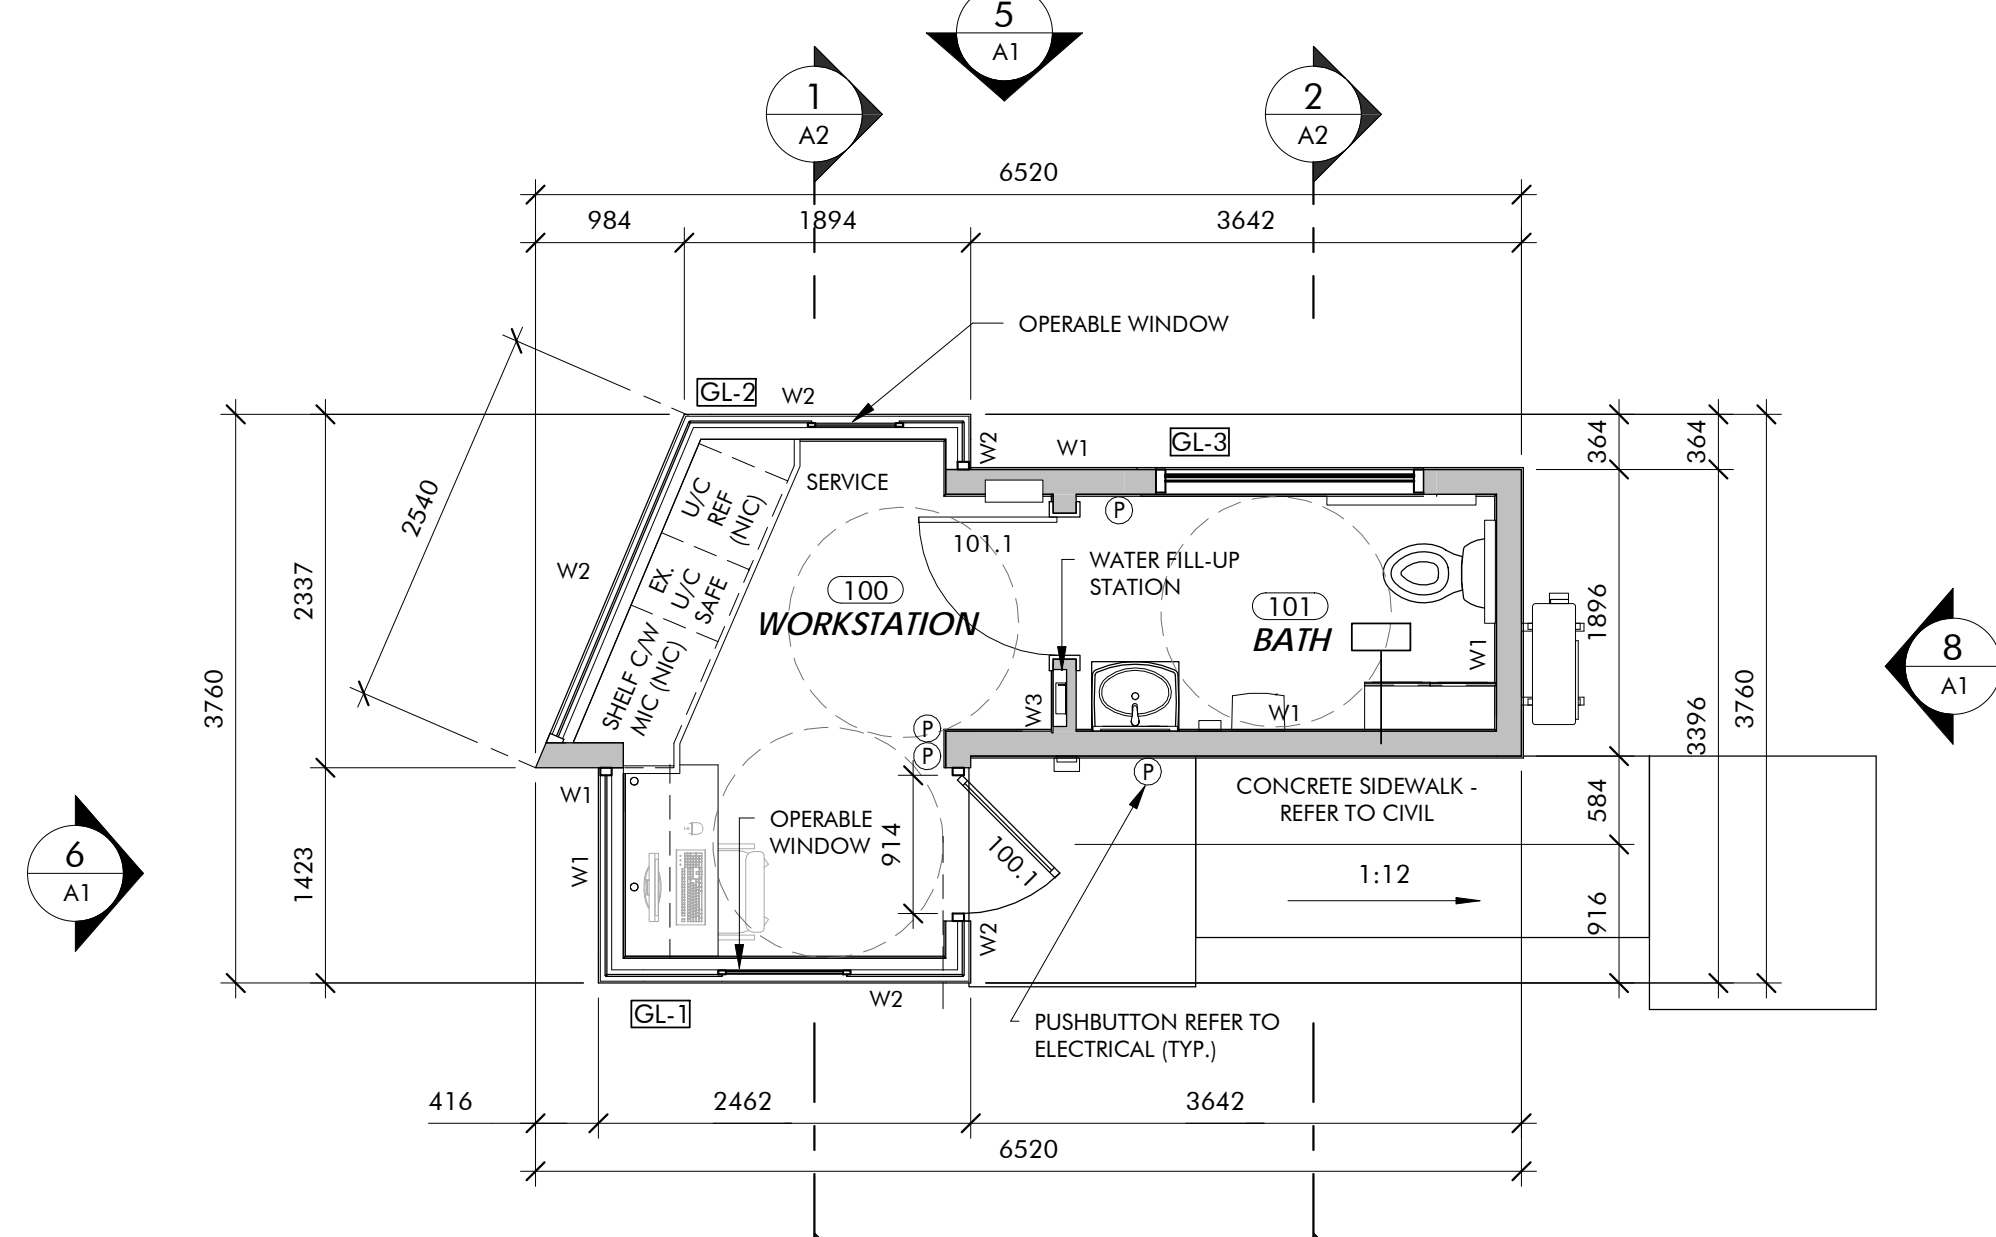 5
A1
1
A2
2
A2
6520
984
1894
3642
OPERABLE WINDOW
GL-2
W2
W2
W1
GL-3
364
364
SERVICE
U/C
REF
(NIC)
2540
P
101.1
WATER FILL-UP
STATION
W2
EX.
U/C
SAFE
100
WORKSTATION
101
BATH
2337
1896
W1
8
A1
SHELF C/W
MIC (NIC)
W3
W1
3760
3396
3760
P
P
P
W1
CONCRETE SIDEWALK -
REFER TO CIVIL
584
OPERABLE
WINDOW
914
100.1
6
A1
W1
1423
1:12
916
W2
W2
GL-1
PUSHBUTTON REFER TO
ELECTRICAL (TYP.)
416
2462
3642
6520